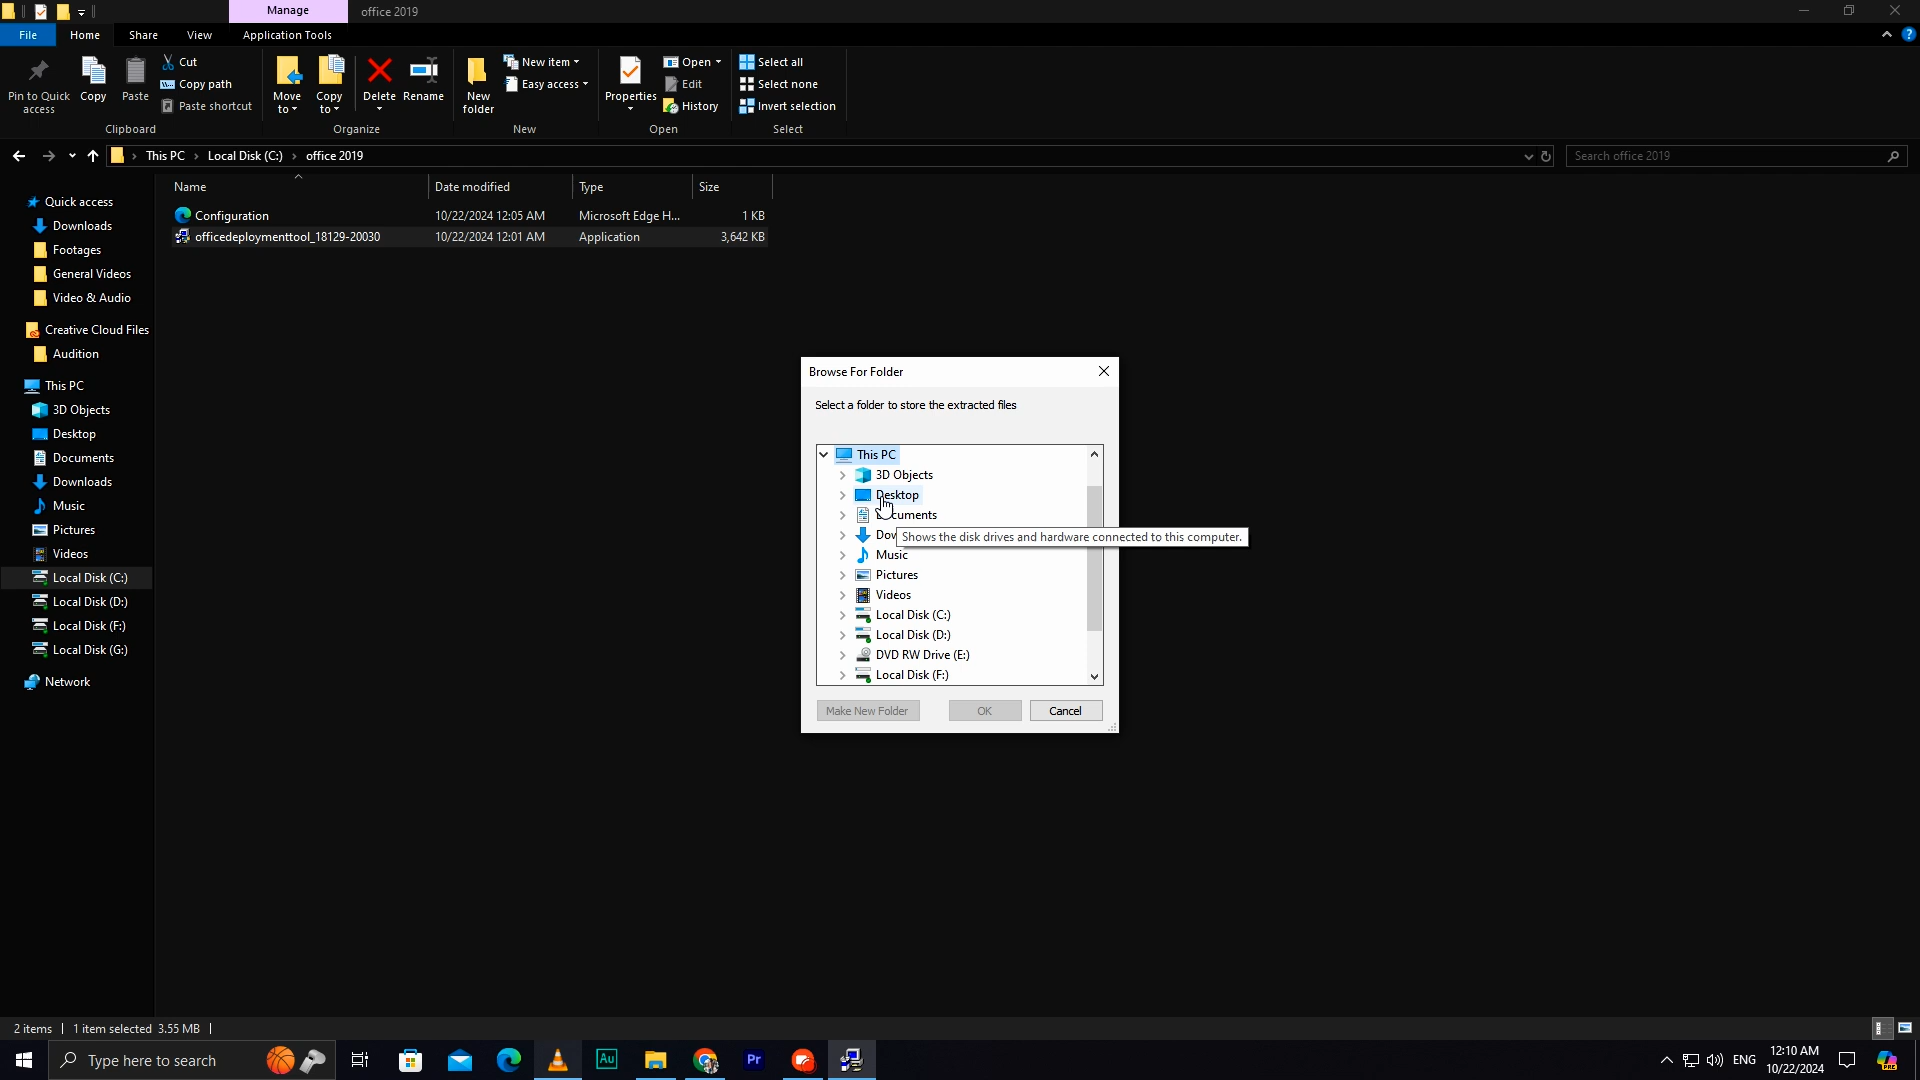 Manage
office 2019
File
Home
Share
View
Application Tools
Pin to Quick access
Copy
Paste
Cut
Copy path
Paste shortcut
Move to
Copy to
Delete
Rename
New folder
New item
Easy access
Properties
Open
Edit
History
Select all
Select none
Invert selection
Clipboard
Organize
New
Open
Select
This PC > Local Disk (C:) > office 2019
Search office 2019
Name
Date modified
Type
Size
Configuration 10/22/2024 12:05 AM Microsoft Edge H... 1 KB
officedeploymenttool_18129-20030 10/22/2024 12:01 AM Application 3,642 KB
Quick access
Downloads
Footages
General Videos
Video & Audio
Creative Cloud Files
Audition
This PC
3D Objects
Desktop
Documents
Downloads
Music
Pictures
Videos
Local Disk (C:)
Local Disk (D:)
Local Disk (F:)
Local Disk (G:)
Network
Browse For Folder
Select a folder to store the extracted files
This PC
3D Objects
Desktop
Shows the disk drives and hardware connected to this computer.
Music
Pictures
Videos
Local Disk (C:)
Local Disk (D:)
DVD RW Drive (E:)
Local Disk (F:)
Make New Folder
OK
Cancel
2 items
1 item selected 3.55 MB
Type here to search
Au
Pr
ENG
12:10 AM
10/22/2024
PRE